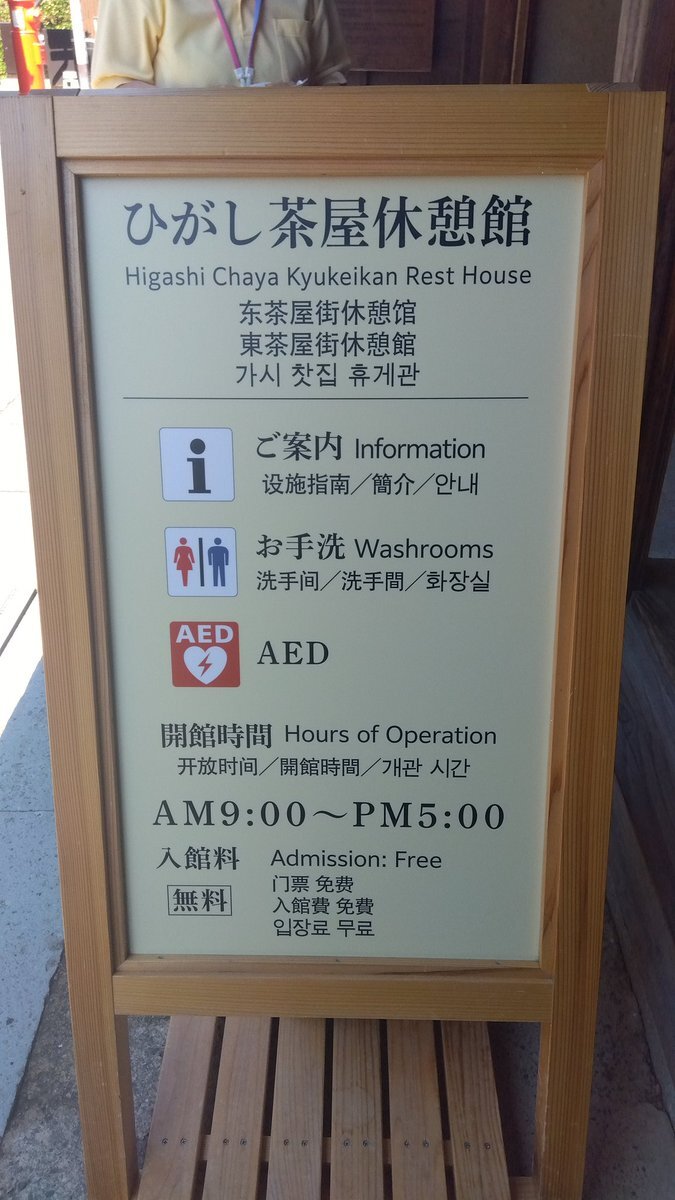 ひがし茶屋休憩館
Higashi Chaya Kyukeikan Rest House
东茶屋街休憩馆
東茶屋街休憩館
가시 찻집 휴게관
i ご案内 Information
设施指南／簡介／안내
お手洗 Washrooms
洗手间／洗手間／화장실
AED AED
開館時間 Hours of Operation
开放时间／開館時間／개관 시간
AM9:00～PM5:00
入館料 Admission: Free
无料
门票 免费
入館費 免費
입장료 무료